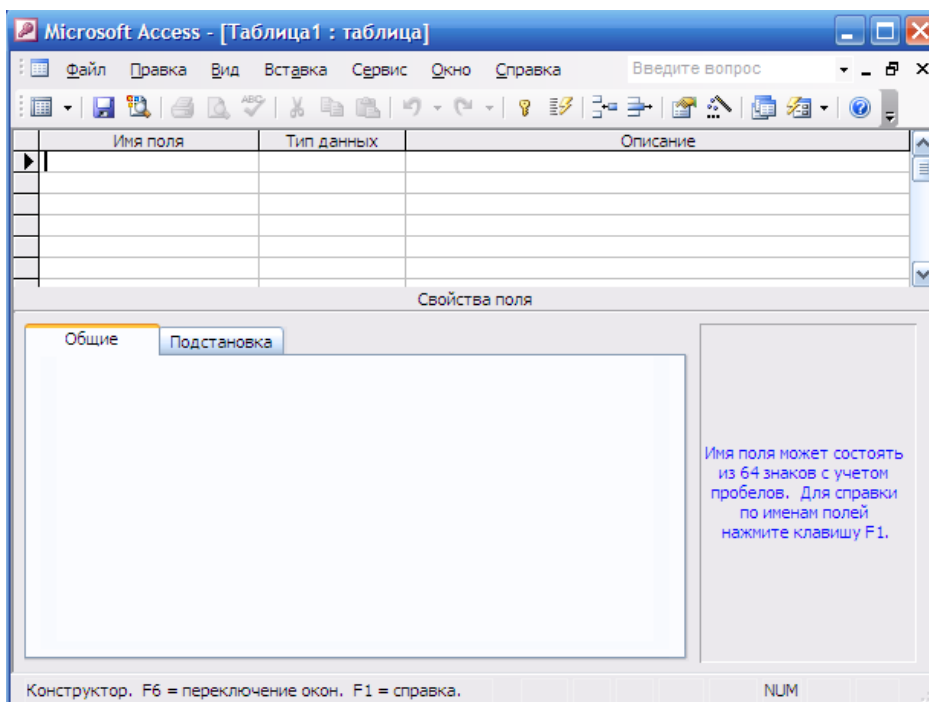 Microsoft Access - [Таблица1 : таблица]
Файл Правка Вид Вставка Сервис Окно Справка Введите вопрос
ABC
Имя поля Тип данных Описание
Свойства поля
Общие Подстановка
Имя поля может состоять
из 64 знаков с учетом
пробелов. Для справки
по именам полей
нажмите клавишу F1.
Конструктор. F6 = переключение окон. F1 = справка. NUM